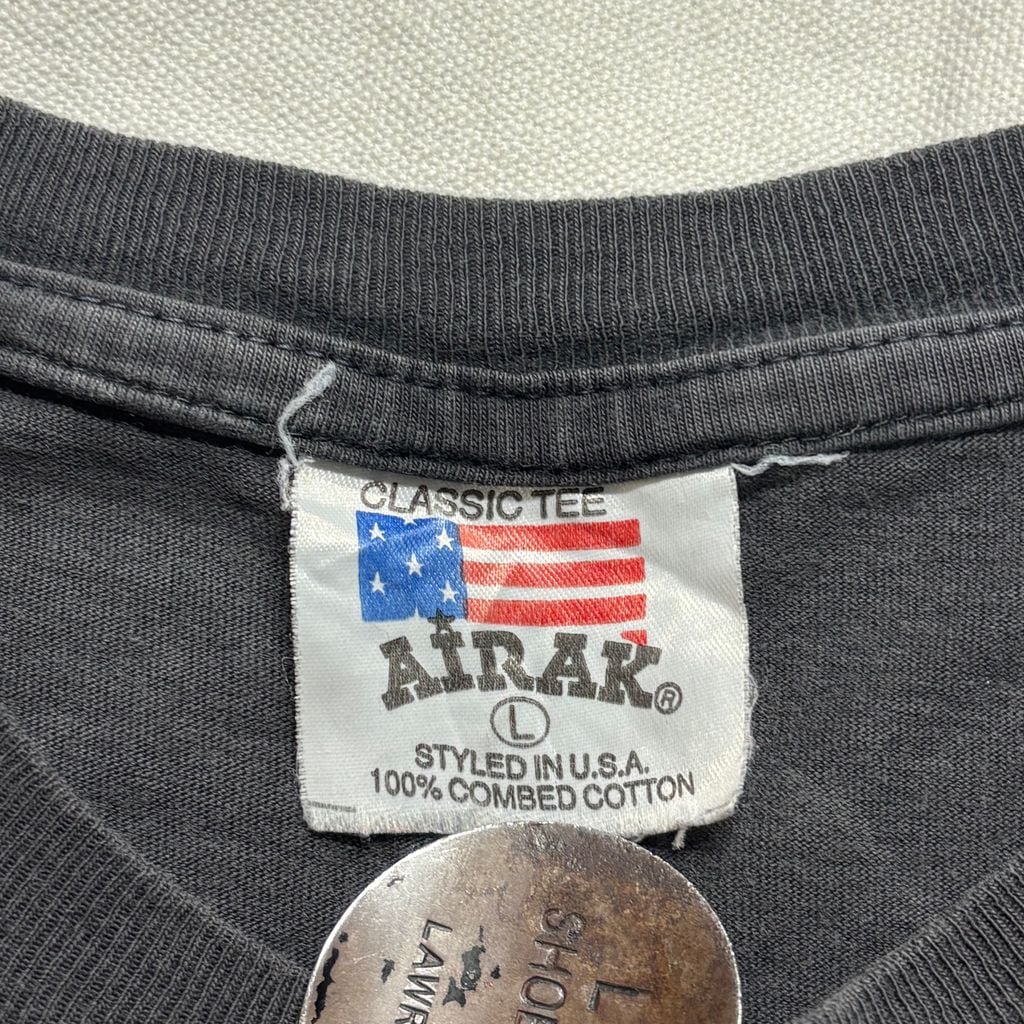 CLASSIC TEE
AIRAK®
L
STYLED IN U.S.A.
100% COMBED COTTON
L